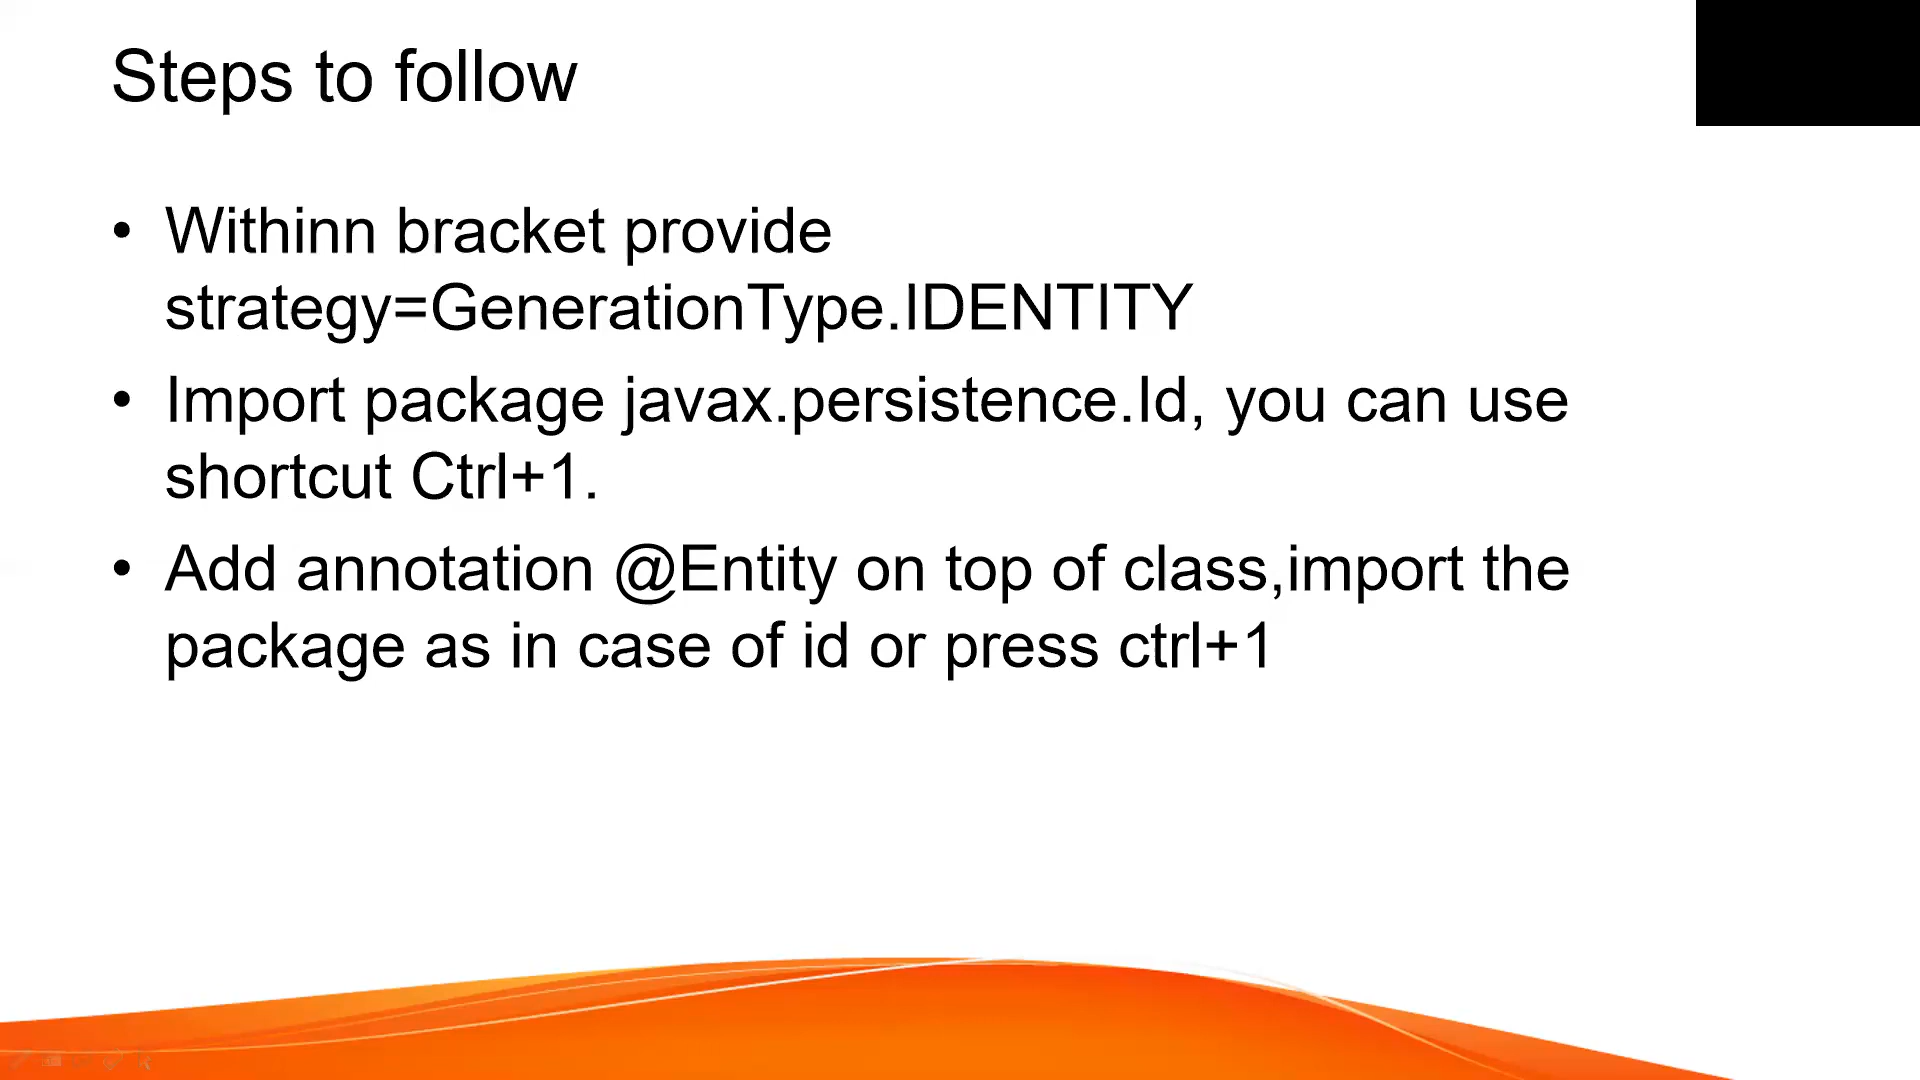 Steps to follow
• Withinn bracket provide
strategy=GenerationType.IDENTITY
• Import package javax.persistence.Id, you can use
shortcut Ctrl+1.
• Add annotation @Entity on top of class,import the
package as in case of id or press ctrl+1